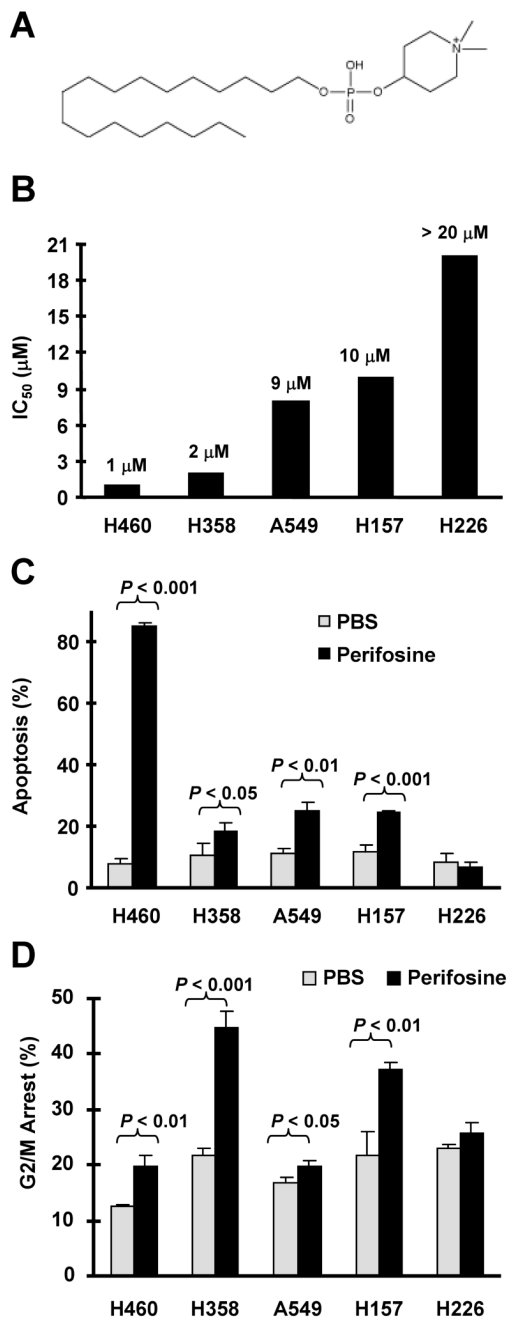 A
OH
N+
O P O
O
B
> 20 µM
21
18
15
12
9
6
3
0
IC50 (µM)
1 µM
2 µM
9 µM
10 µM
H460 H358 A549 H157 H226
C
P < 0.001
PBS
Perifosine
80
60
40
20
0
Apoptosis (%)
P < 0.05
P < 0.01
P < 0.001
H460 H358 A549 H157 H226
D
PBS Perifosine
P < 0.001
50
40
30
20
10
0
G2/M Arrest (%)
P < 0.01
P < 0.01
P < 0.05
H460 H358 A549 H157 H226